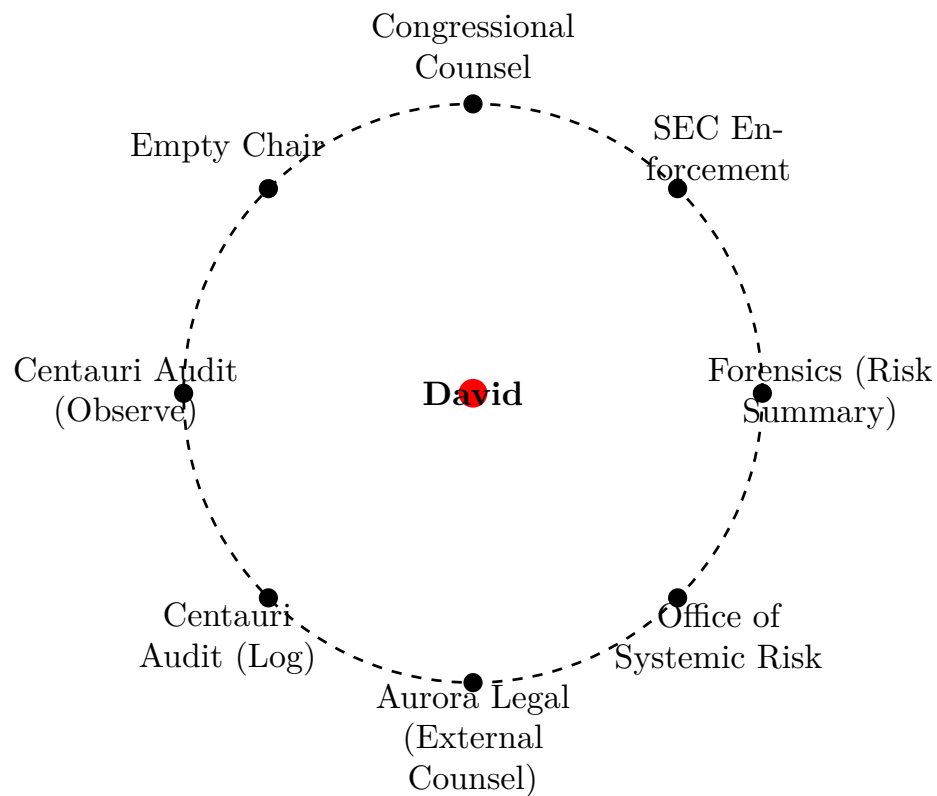 Congressional
Counsel
SEC En-
forcement
Empty Chair
Centauri Audit
(Observe)
David
Forensics (Risk
Summary)
Centauri
Audit (Log)
Office of
Systemic Risk
Aurora Legal
(External
Counsel)